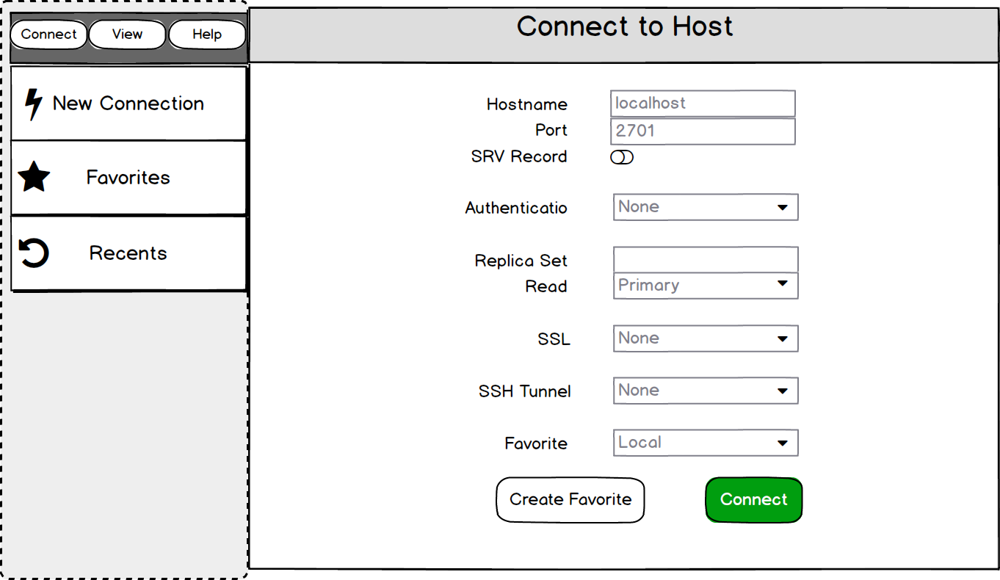 Connect View Help
New Connection
Favorites
Recents
Connect to Host
Hostname localhost
Port 2701
SRV Record
Authenticatio None
Replica Set
Read Primary
SSL None
SSH Tunnel None
Favorite Local
Create Favorite Connect